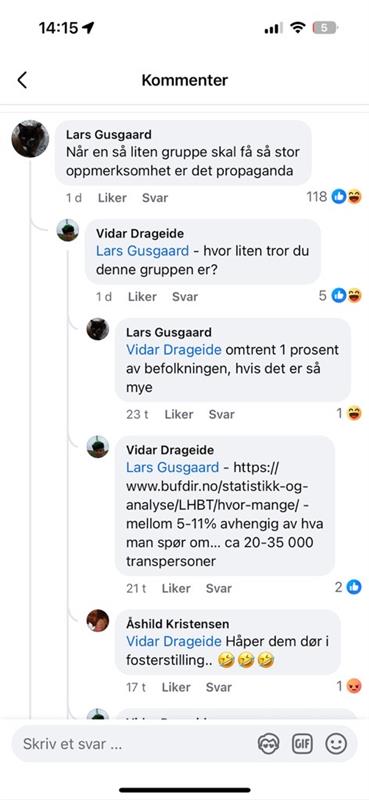 14:15
5
Kommenter
Lars Gusgaard
Når en så liten gruppe skal få så stor
oppmerksomhet er det propaganda
1 d Liker Svar 118
Vidar Drageide
Lars Gusgaard - hvor liten tror du
denne gruppen er?
1 d Liker Svar 5
Lars Gusgaard
Vidar Drageide omtrent 1 prosent
av befolkningen, hvis det er så
mye
23 t Liker Svar 1
Vidar Drageide
Lars Gusgaard - https://
www.bufdir.no/statistikk-og-
analyse/LHBT/hvor-mange/ -
mellom 5-11% avhengig av hva
man spør om... ca 20-35 000
transpersoner
21 t Liker Svar 2
Åshild Kristensen
Vidar Drageide Håper dem dør i
fosterstilling.. 🤣🤣🤣
17 t Liker Svar 1
Skriv et svar ...
GIF